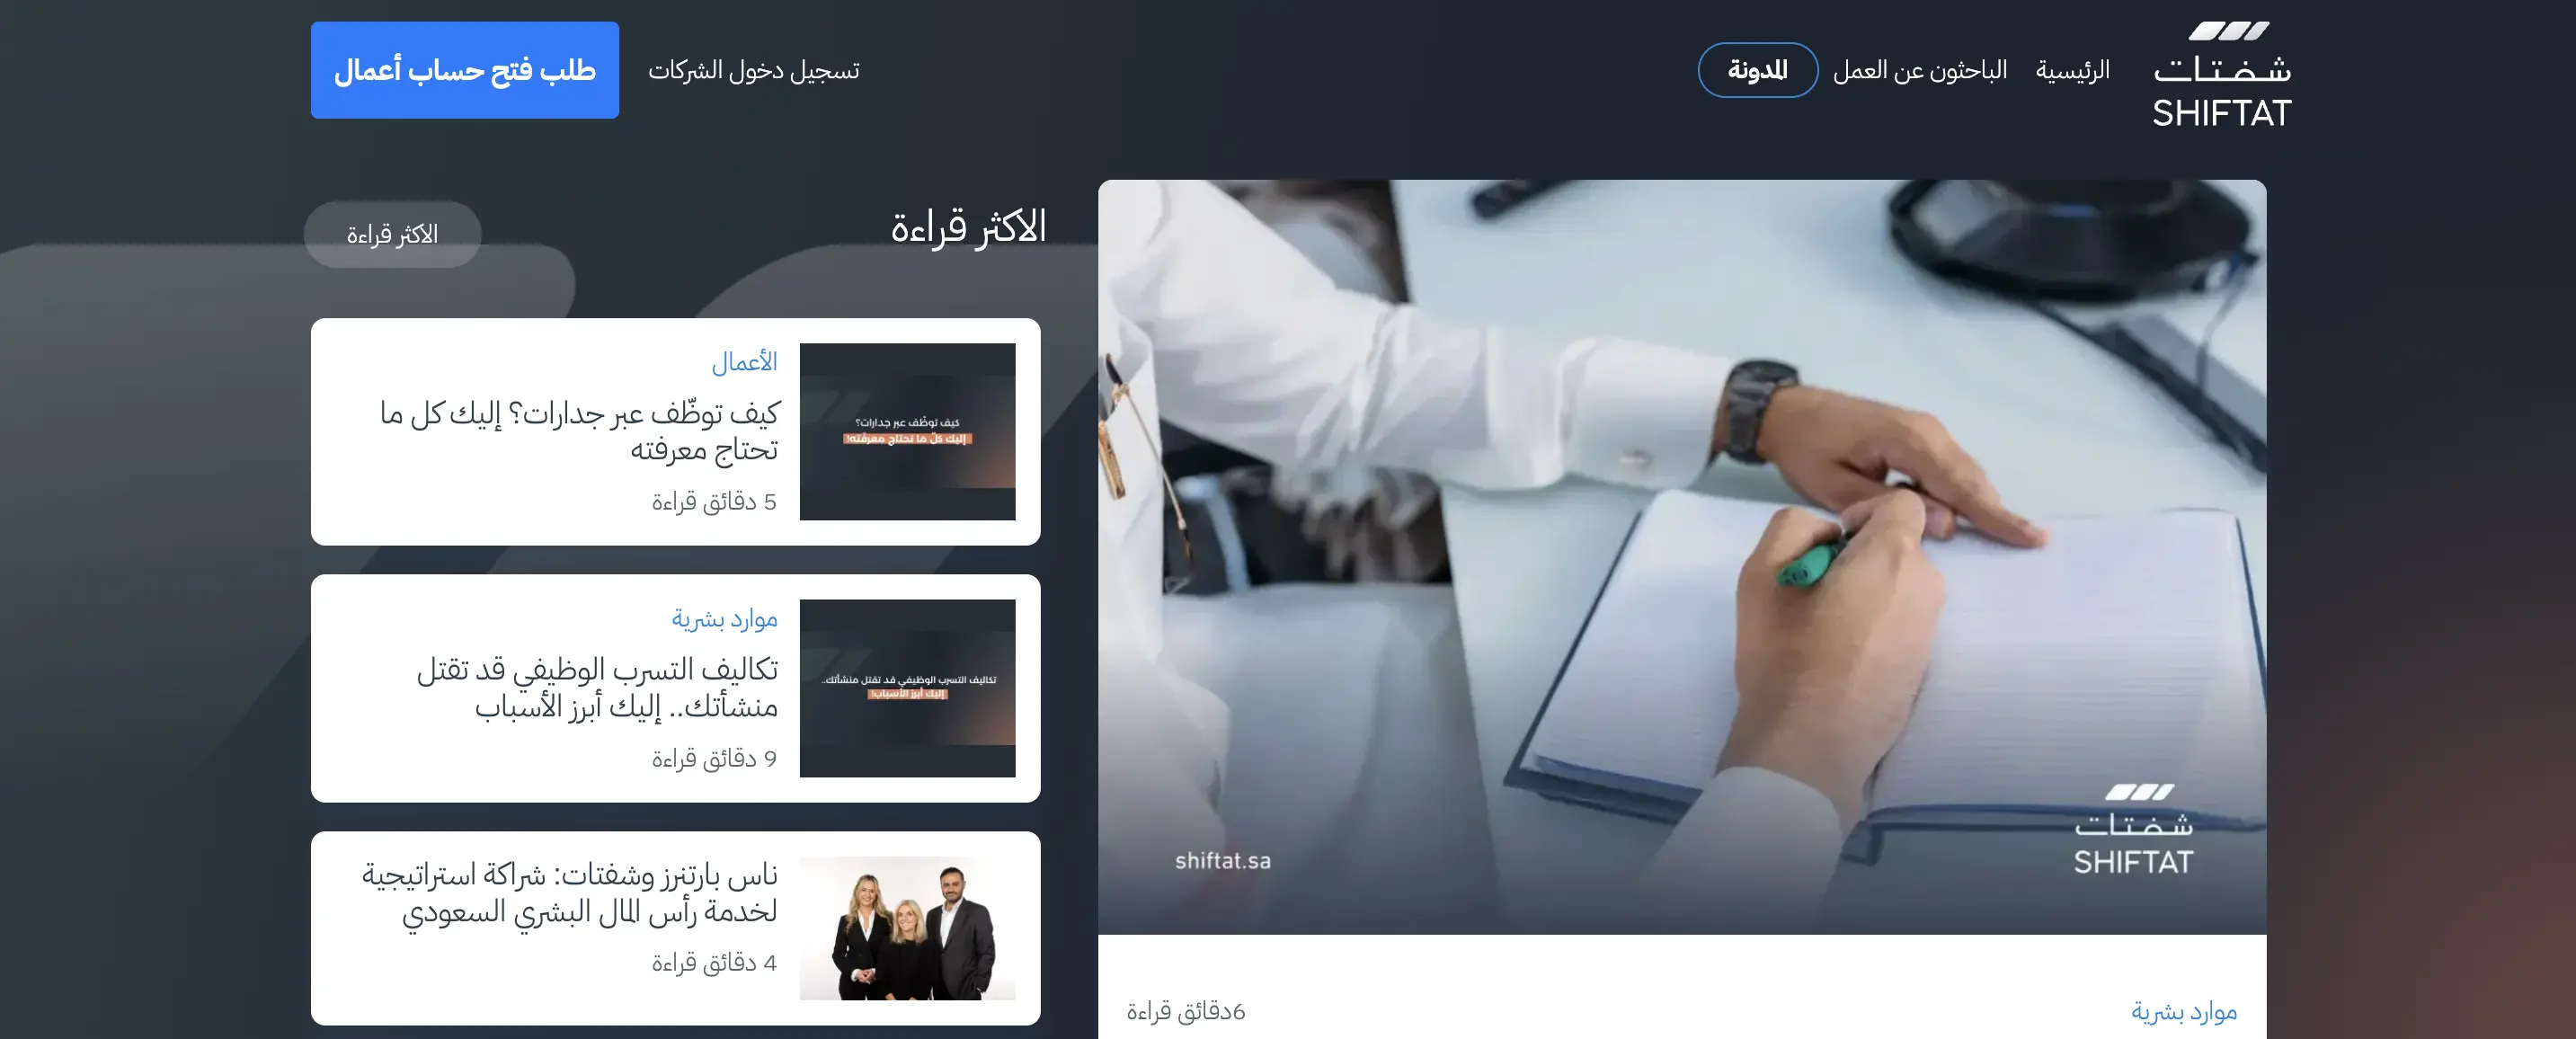 شفتات
SHIFTAT
الرئيسية
الباحثون عن العمل
المدونة
تسجيل دخول الشركات
طلب فتح حساب أعمال
شفتات
SHIFTAT
shiftat.sa
موارد بشرية
6دقائق قراءة
الاكثر قراءة
الاكثر قراءة
كيف توظّف عبر جدارات؟
إليك كلّ ما تحتاج معرفته!
الأعمال
كيف توظّف عبر جدارات؟ إليك كل ما
تحتاج معرفته
5 دقائق قراءة
تكاليف التسرب الوظيفي قد تقتل منشأتك..
إليك أبرز الأسباب!
موارد بشرية
تكاليف التسرب الوظيفي قد تقتل
منشأتك.. إليك أبرز الأسباب
9 دقائق قراءة
ناس بارتنرز وشفتات: شراكة استراتيجية
لخدمة رأس المال البشري السعودي
4 دقائق قراءة